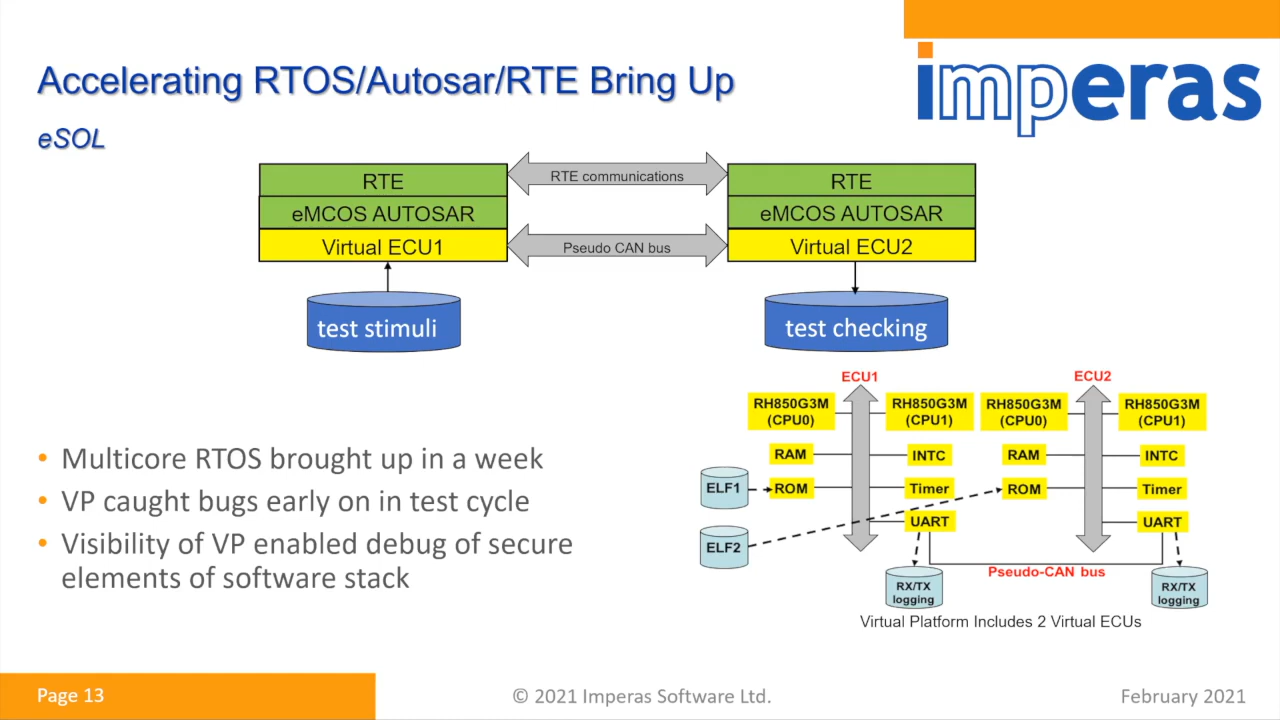 imperas
Accelerating RTOS/Autosar/RTE Bring Up
eSOL
RTE
eMCOS AUTOSAR
Virtual ECU1
RTE communications
Pseudo CAN bus
RTE
eMCOS AUTOSAR
Virtual ECU2
test stimuli
test checking
• Multicore RTOS brought up in a week
• VP caught bugs early on in test cycle
• Visibility of VP enabled debug of secure
elements of software stack
ECU1
RH850G3M
(CPU0)
RH850G3M
(CPU1)
RAM
INTC
ROM
Timer
UART
ELF1
ELF2
RX/TX
logging
ECU2
RH850G3M
(CPU0)
RH850G3M
(CPU1)
RAM
INTC
ROM
Timer
UART
Pseudo-CAN bus
RX/TX
logging
Virtual Platform Includes 2 Virtual ECUs
Page 13
© 2021 Imperas Software Ltd.
February 2021